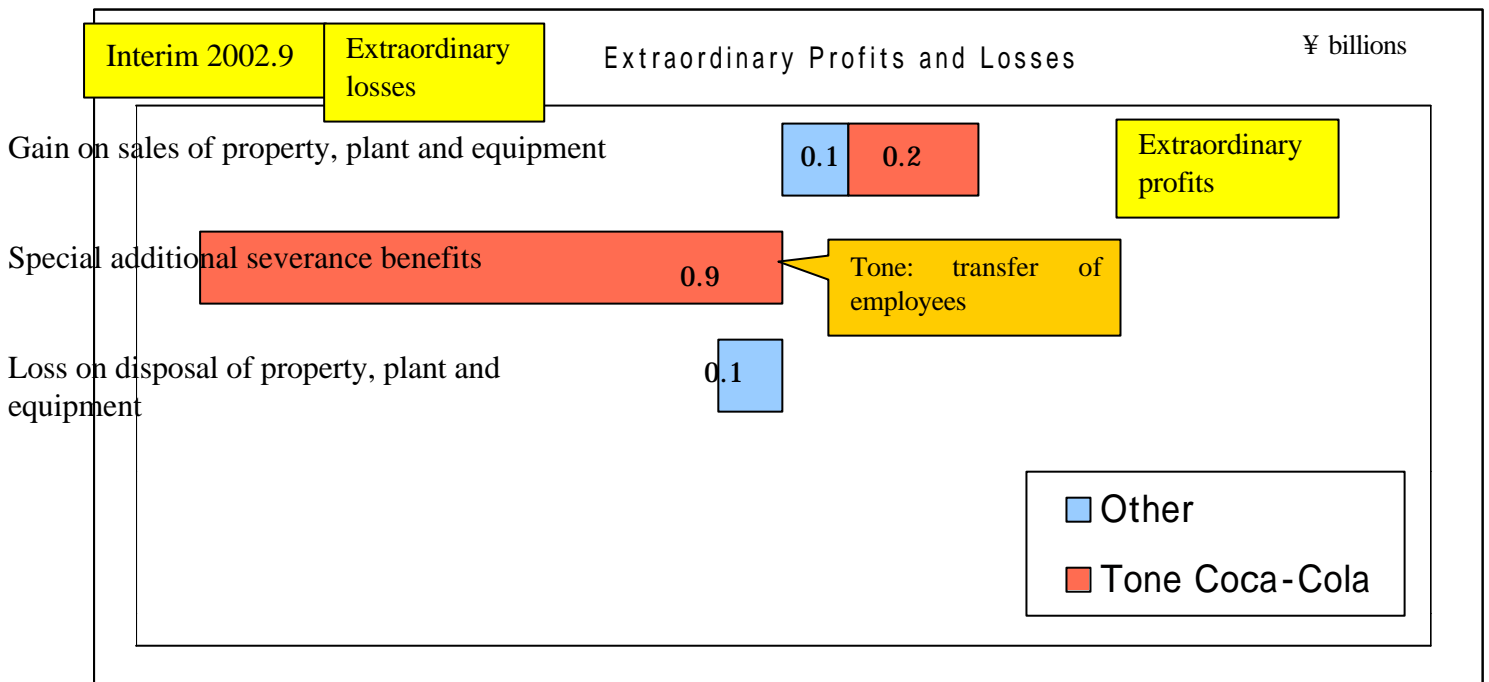 Interim 2002.9
Extraordinary
losses
Extraordinary Profits and Losses
¥ billions
Gain on sales of property, plant and equipment
0.1
0.2
Extraordinary
profits
Special additional severance benefits
0.9
Tone: transfer of
employees
Loss on disposal of property, plant and
equipment
0.1
Other
Tone Coca-Cola